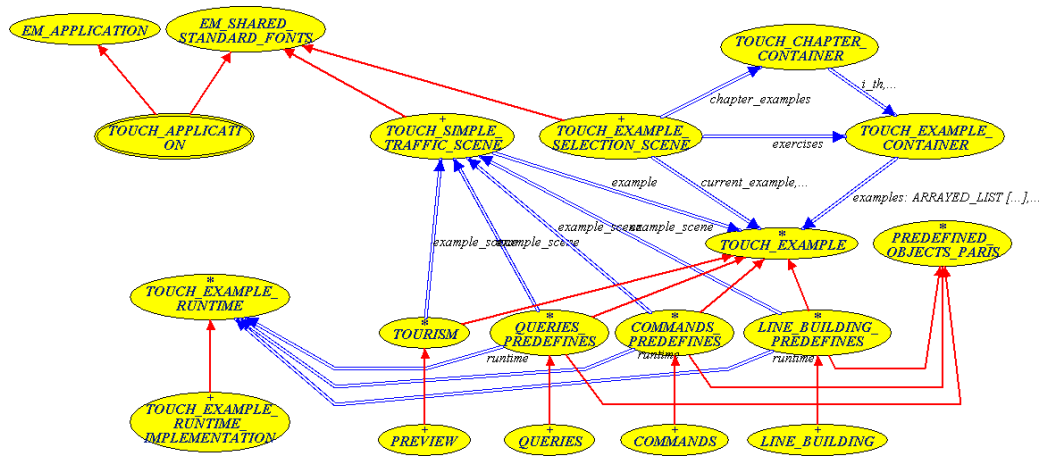 EM_APPLICATION
EM_SHARED_
STANDARD_FONTS
TOUCH_CHAPTER_
CONTAINER
i_th,...
chapter_examples
+
+
TOUCH_APPLICATI
ON
TOUCH_SIMPLE_
TRAFFIC_SCENE
TOUCH_EXAMPLE_
SELECTION_SCENE
exercises
TOUCH_EXAMPLE_
CONTAINER
example
current_example,...
examples: ARRAYED_LIST [...],...
example_scene
example_scene
example_scene
example_scene
*
TOUCH_EXAMPLE
*
PREDEFINED_
OBJECTS_PARIS
*
TOUCH_EXAMPLE_
RUNTIME
*
TOURISM
*
QUERIES_
PREDEFINES
*
COMMANDS_
PREDEFINES
*
LINE_BUILDING_
PREDEFINES
runtime
runtime
runtime
+
TOUCH_EXAMPLE_
RUNTIME_
IMPLEMENTATION
+
PREVIEW
+
QUERIES
+
COMMANDS
+
LINE_BUILDING